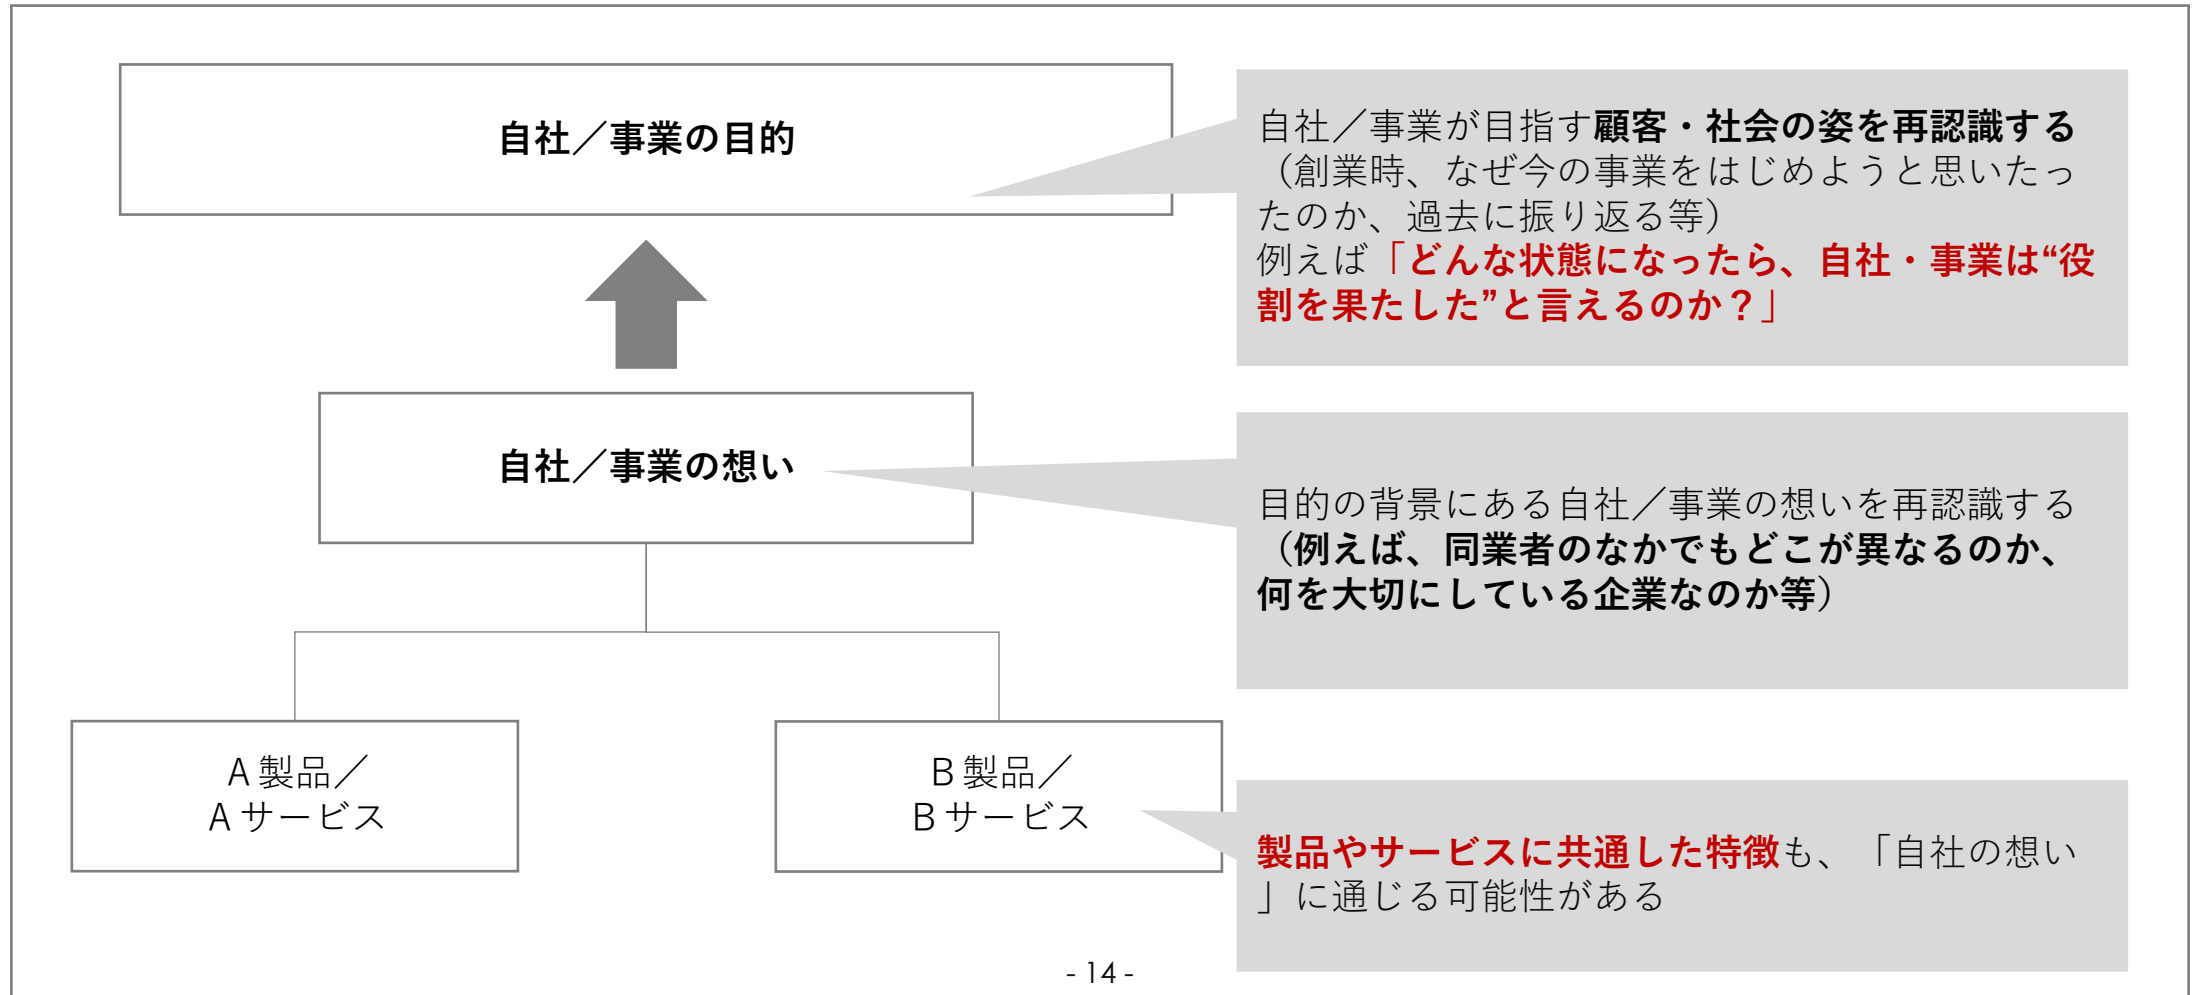 自社／事業の目的
自社／事業が目指す顧客・社会の姿を再認識する
（創業時、なぜ今の事業をはじめようと思いたっ
たのか、過去に振り返る等）
例えば「どんな状態になったら、自社・事業は“役
割を果たした”と言えるのか？」
自社／事業の想い
目的の背景にある自社／事業の想いを再認識する
（例えば、同業者のなかでもどこが異なるのか、
何を大切にしている企業なのか等）
A製品／
Aサービス
B製品／
Bサービス
製品やサービスに共通した特徴も、「自社の想い
」に通じる可能性がある
- 14 -